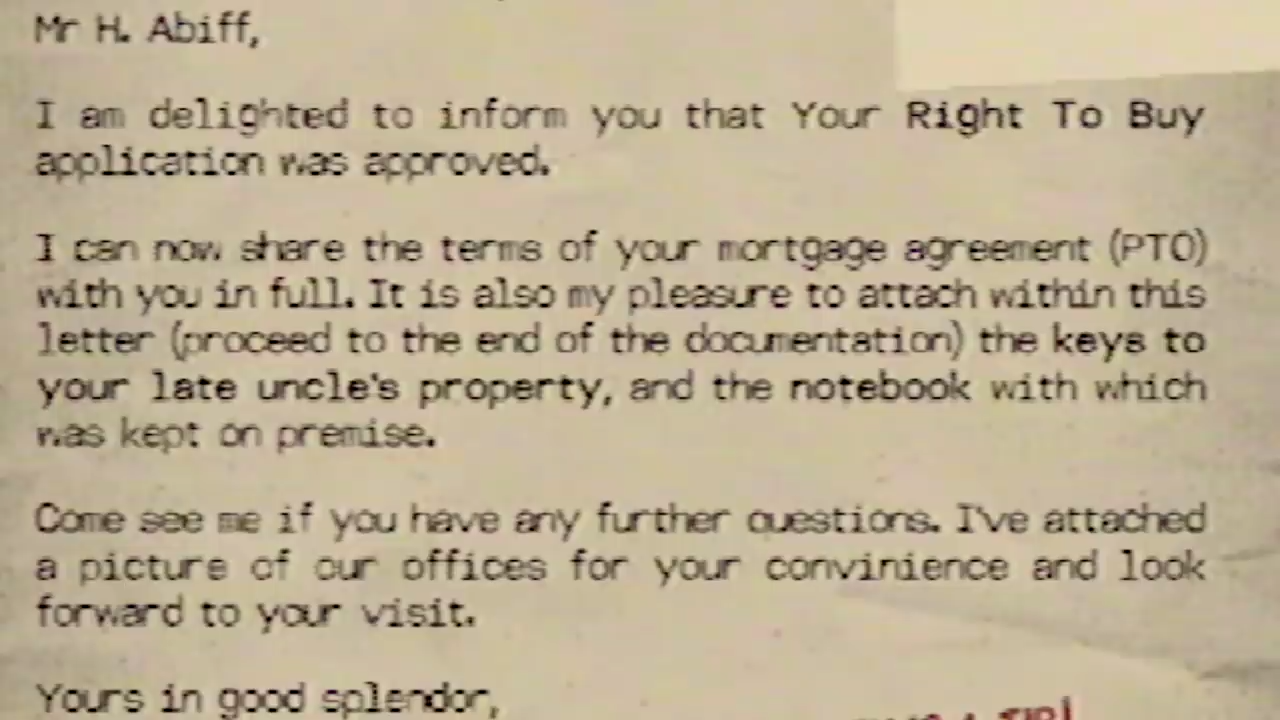 Mr H. Abiff,
I am delighted to inform you that Your Right To Buy
application was approved.
I can now share the terms of your mortgage agreement (PTO)
with you in full. It is also my pleasure to attach within this
letter (proceed to the end of the documentation) the keys to
your late uncle's property, and the notebook with which
was kept on premise.
Come see me if you have any further questions. I've attached
a picture of our offices for your convinience and look
forward to your visit.
Yours in good splendor,